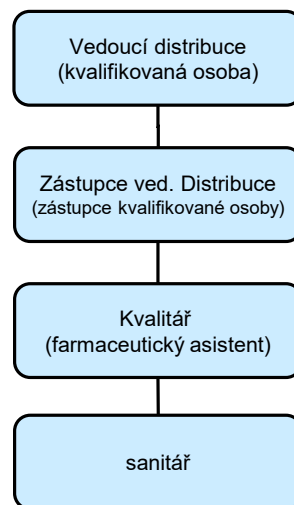 Vedoucí distribuce
(kvalifikovaná osoba)
Zástupce ved. Distribuce
(zástupce kvalifikované osoby)
Kvalitář
(farmaceutický asistent)
sanitář